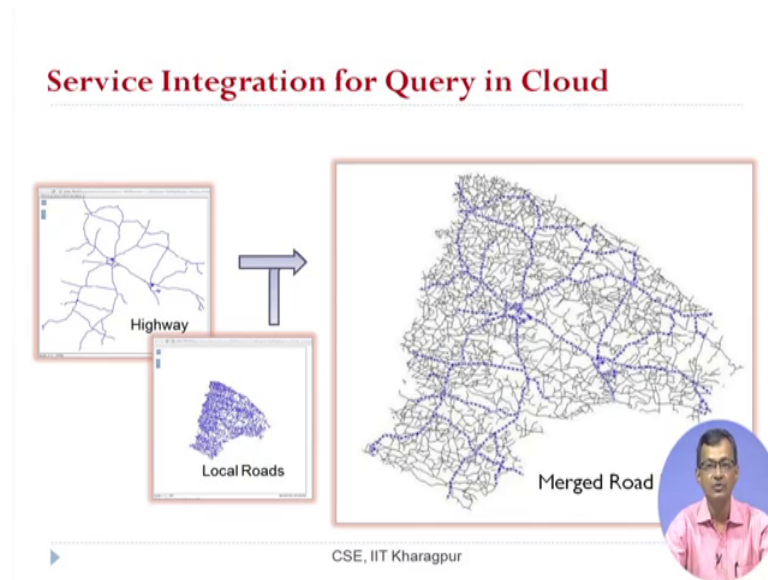 Service Integration for Query in Cloud
Highway
Local Roads
Merged Road
CSE, IIT Kharagpur